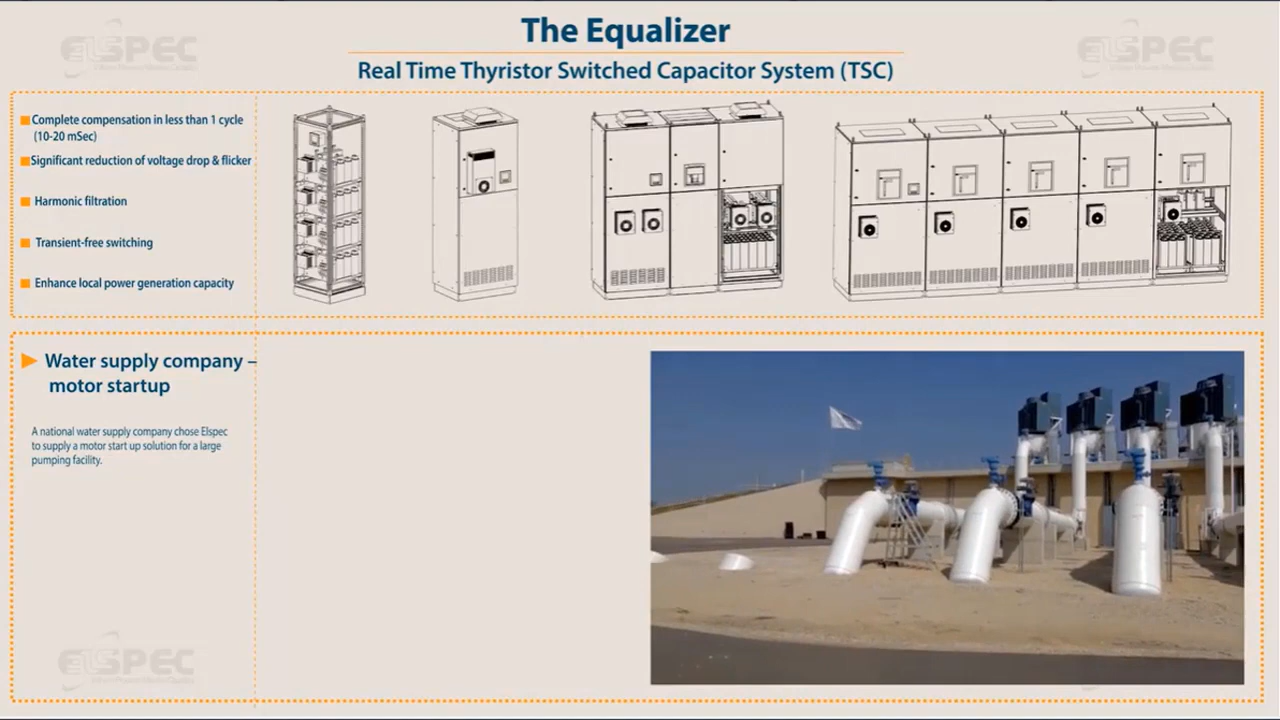 The Equalizer
Real Time Thyristor Switched Capacitor System (TSC)
ELSPEC
ELSPEC
Complete compensation in less than 1 cycle
(10-20 mSec)
Significant reduction of voltage drop & flicker
Harmonic filtration
Transient-free switching
Enhance local power generation capacity
Water supply company –
motor startup
A national water supply company chose Elspec
to supply a motor start up solution for a large
pumping facility.
ELSPEC